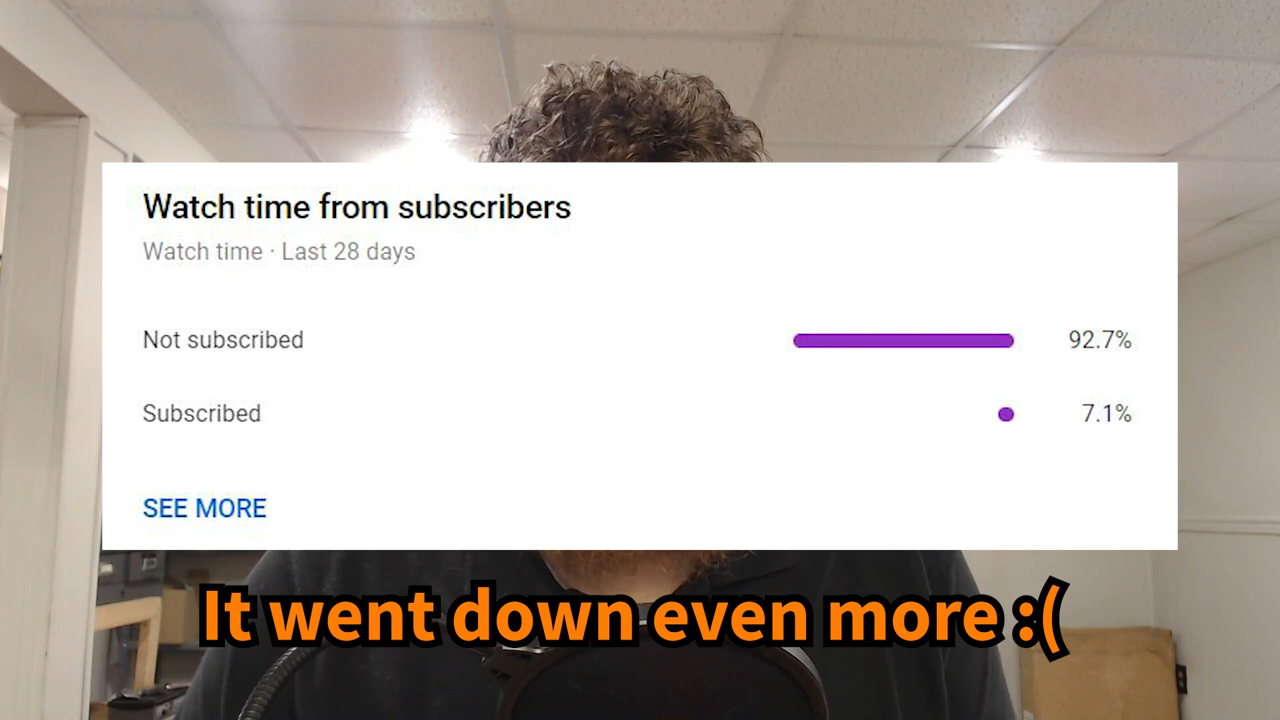 Watch time from subscribers
Watch time · Last 28 days
Not subscribed 92.7%
Subscribed 7.1%
SEE MORE
It went down even more :(